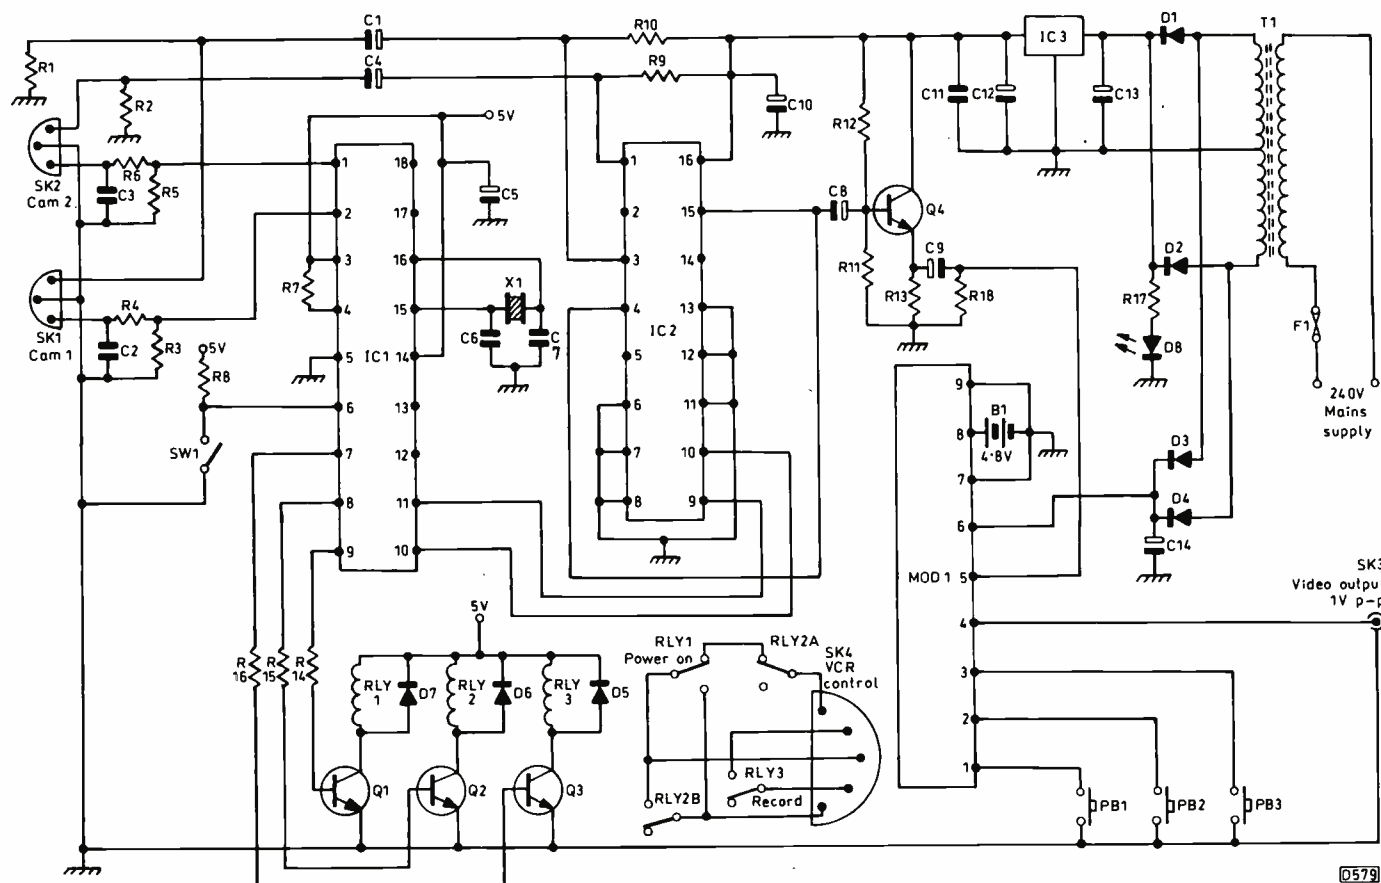 C1
R10
D1
T1
R1
C4
R9
IC3
R2
C10
C11
C12
C13
5V
R12
SK2
Cam 2
R6
C3
R5
1
18
C5
1
16
C8
2
17
2
15
Q4
3
16
3
14
R11
C9
D2
R7
X1
R13
R18
R17
SK1
Cam 1
R4
C2
R3
4
15
C6
C
7
4
13
IC2
F1
IC1
5V
R8
5
14
5
12
D8
240V
Mains
supply
6
13
6
11
9
B1
4·8V
8
SW1
7
12
7
10
7
D3
8
11
8
9
6
D4
9
10
C14
MOD 1
5
SK3
Video outpu
1V p-p
4
5V
R
16
R
15
R
14
RLY1
Power on
RLY2A
SK4
VCR
control
3
RLY
1
D7
RLY
2
D6
RLY
3
D5
2
1
Q1
Q2
Q3
RLY2B
RLY3
Record
PB1
PB2
PB3
D579